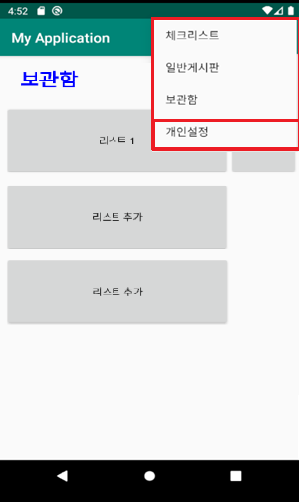 4:52
My Application
체크리스트
일반게시판
보관함
개인설정
보관함
리스트 1
리스트 추가
리스트 추가